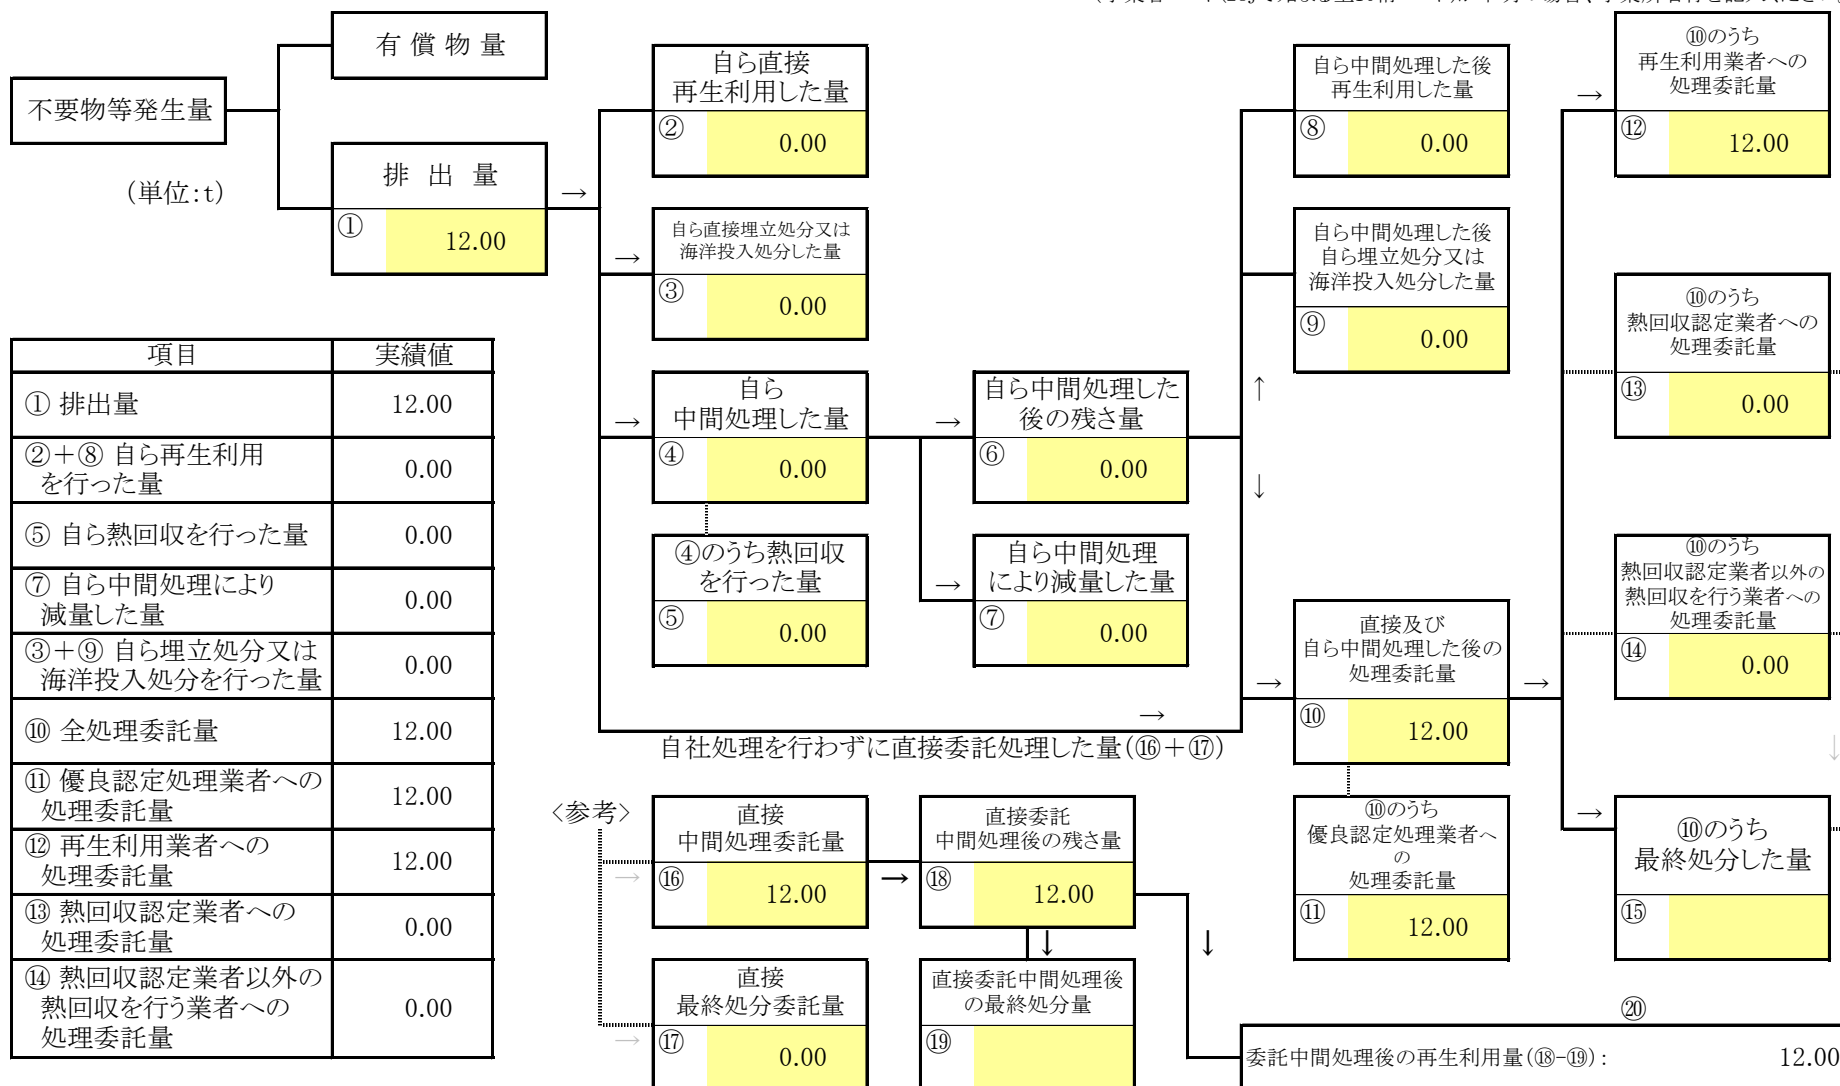 有 償 物 量
不要物等発生量
(単位:t)
排 出 量
① 12.00
→
自ら直接
再生利用した量
② 0.00
→
自ら直接埋立処分又は
海洋投入処分した量
③ 0.00
→
自ら
中間処理した量
④ 0.00
④のうち熱回収
を行った量
⑤ 0.00
→
自ら中間処理した
後の残さ量
⑥ 0.00
→
自ら中間処理
により減量した量
⑦ 0.00
自ら中間処理した後
再生利用した量
⑧ 0.00
自ら中間処理した後
自ら埋立処分又は
海洋投入処分した量
⑨ 0.00
↑
↓
→
直接及び
自ら中間処理した後の
処理委託量
⑩ 12.00
⑩のうち
優良認定処理業者へ
の
処理委託量
⑪ 12.00
→
→
⑩のうち
再生利用業者への
処理委託量
⑫ 12.00
⑩のうち
熱回収認定業者への
処理委託量
⑬ 0.00
⑩のうち
熱回収認定業者以外の
熱回収を行う業者への
処理委託量
⑭ 0.00
↓
→
⑩のうち
最終処分した量
⑮
→
自社処理を行わずに直接委託処理した量(⑯+⑰)
<参考>
→
直接
中間処理委託量
⑯ 12.00
→
直接
最終処分委託量
⑰ 0.00
→
直接委託
中間処理後の残さ量
⑱ 12.00
↓
直接委託中間処理後
の最終処分量
⑲
↓
⑳
委託中間処理後の再生利用量(⑱-⑲): 12.00
項目 実績値
① 排出量 12.00
②+⑧ 自ら再生利用
を行った量 0.00
⑤ 自ら熱回収を行った量 0.00
⑦ 自ら中間処理により
減量した量 0.00
③+⑨ 自ら埋立処分又は
海洋投入処分を行った量 0.00
⑩ 全処理委託量 12.00
⑪ 優良認定処理業者への
処理委託量 12.00
⑫ 再生利用業者への
処理委託量 12.00
⑬ 熱回収認定業者への
処理委託量 0.00
⑭ 熱回収認定業者以外の
熱回収を行う業者への
処理委託量 0.00